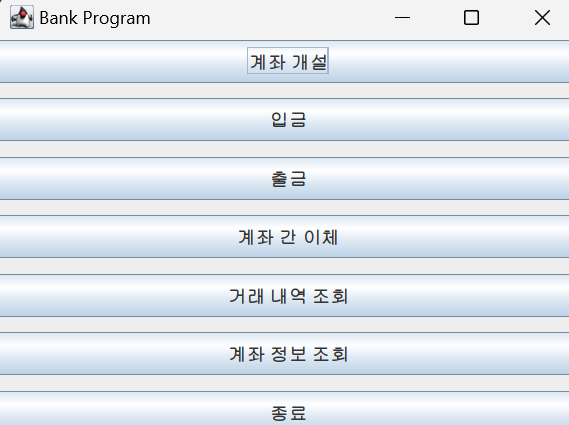 Bank Program
계좌 개설
입금
출금
계좌 간 이체
거래 내역 조회
계좌 정보 조회
종료